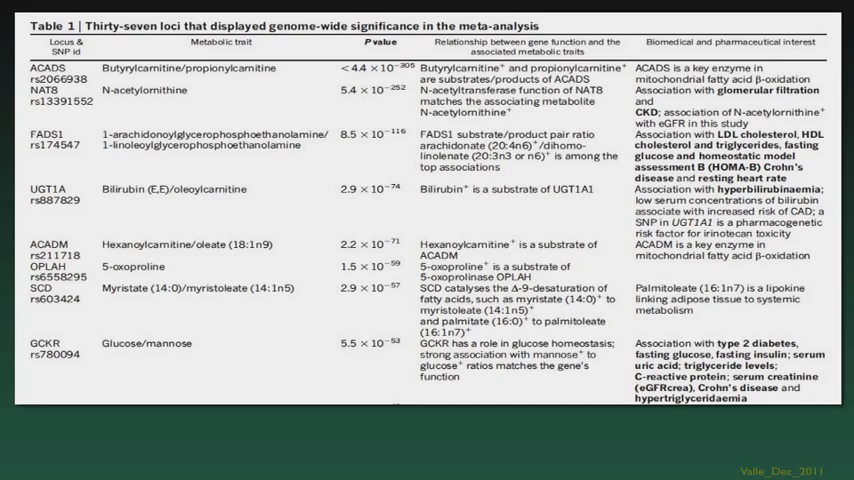 Table 1 | Thirty-seven loci that displayed genome-wide significance in the meta-analysis
Locus & SNP id	Metabolic trait	P value	Relationship between gene function and the associated metabolic traits	Biomedical and pharmaceutical interest
ACADS
rs2066938
Butyrylcarnitine/propionylcarnitine
<4.4 × 10⁻³⁰⁵
Butyrylcarnitine⁺ and propionylcarnitine⁺
are substrates/products of ACADS
ACADS is a key enzyme in
mitochondrial fatty acid β-oxidation
NAT8
rs13391552
N-acetylornithine
5.4 × 10⁻²⁵²
N-acetyltransferase function of NAT8
matches the associating metabolite
N-acetylornithine⁺
Association with glomerular filtration
and
CKD; association of N-acetylornithine⁺
with eGFR in this study
FADS1
rs174547
1-arachidonoylglycerophosphoethanolamine/
1-linoleoylglycerophosphoethanolamine
8.5 × 10⁻¹¹⁶
FADS1 substrate/product pair ratio
arachidonate (20:4n6)⁺/dihomo-
linolenate (20:3n3 or n6)⁺ is among the
top associations
Association with LDL cholesterol, HDL
cholesterol and triglycerides, fasting
glucose and homeostatic model
assessment B (HOMA-B) Crohn's
disease and resting heart rate
UGT1A
rs887829
Bilirubin (E,E)/oleoylcarnitine
2.9 × 10⁻⁷⁴
Bilirubin⁺ is a substrate of UGT1A1
Association with hyperbilirubinaemia;
low serum concentrations of bilirubin
associate with increased risk of CAD; a
SNP in UGT1A1 is a pharmacogenetic
risk factor for irinotecan toxicity
ACADM
rs211718
Hexanoylcarnitine/oleate (18:1n9)
2.2 × 10⁻⁷¹
Hexanoylcarnitine⁺ is a substrate of
ACADM
ACADM is a key enzyme in
mitochondrial fatty acid β-oxidation
OPLAH
rs6558295
5-oxoproline
1.5 × 10⁻⁵⁹
5-oxoproline⁺ is a substrate of
5-oxoprolinase OPLAH
SCD
rs603424
Myristate (14:0)/myristoleate (14:1n5)
2.9 × 10⁻⁵⁷
SCD catalyses the Δ-9-desaturation of
fatty acids, such as myristate (14:0)⁺ to
myristoleate (14:1n5)⁺
and palmitate (16:0)⁺ to palmitoleate
(16:1n7)⁺
Palmitoleate (16:1n7) is a lipokine
linking adipose tissue to systemic
metabolism
GCKR
rs780094
Glucose/mannose
5.5 × 10⁻⁵³
GCKR has a role in glucose homeostasis;
strong association with mannose⁺ to
glucose⁺ ratios matches the gene's
function
Association with type 2 diabetes,
fasting glucose, fasting insulin; serum
uric acid; triglyceride levels;
C-reactive protein; serum creatinine
(eGFRcrea), Crohn's disease and
hypertriglyceridaemia
Valle_Dec_2011